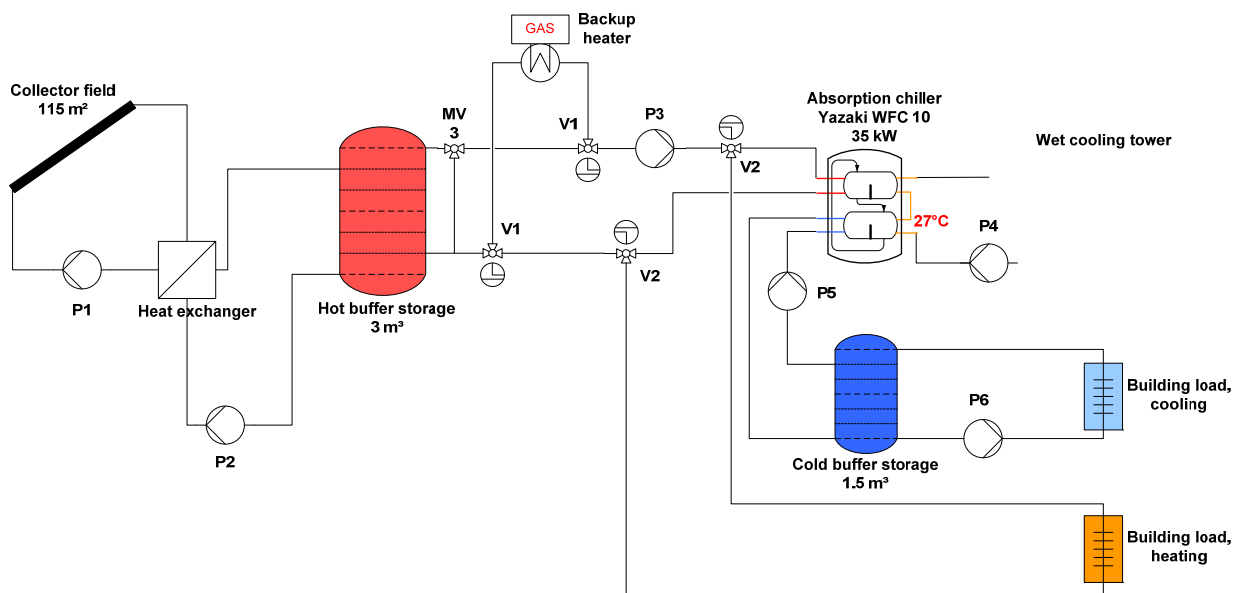 GAS
Backup
heater
Collector field
115 m²
MV
3
V1
P3
Absorption chiller
Yazaki WFC 10
35 kW
Wet cooling tower
V2
27°C
P4
V1
V2
P1
Heat exchanger
Hot buffer storage
3 m³
P5
P2
P6
Building load,
cooling
Cold buffer storage
1.5 m³
Building load,
heating